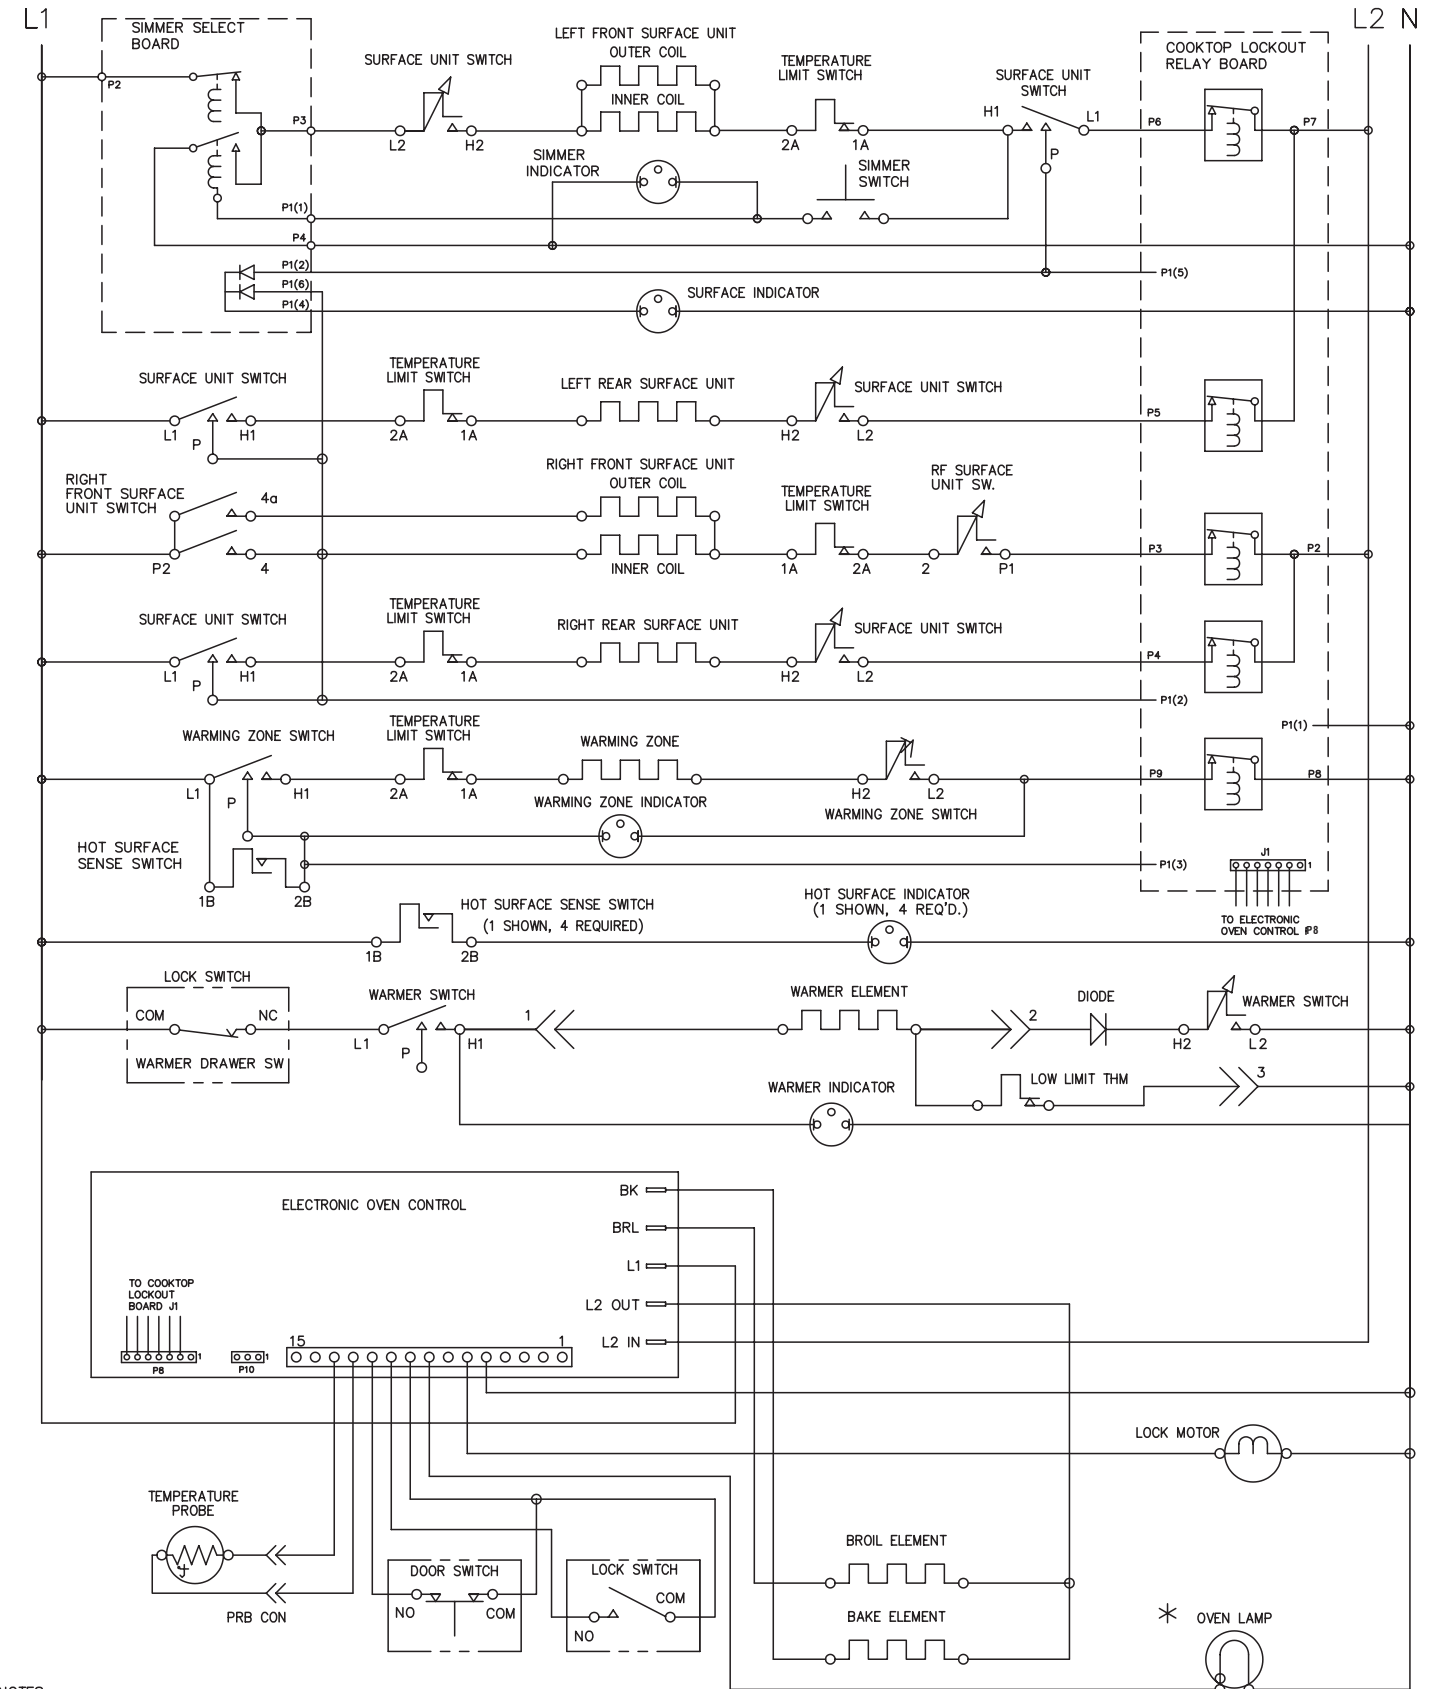 L1
L2 N
SIMMER SELECT
BOARD
COOKTOP LOCKOUT
RELAY BOARD
LEFT FRONT SURFACE UNIT
OUTER COIL
SURFACE UNIT SWITCH
TEMPERATURE
LIMIT SWITCH
SURFACE UNIT
SWITCH
P2
INNER COIL
H1
L1
P3
P6
P7
L2
H2
2A
1A
SIMMER
INDICATOR
P
SIMMER
SWITCH
P1(1)
P4
P1(2)
P1(5)
P1(6)
P1(4)
SURFACE INDICATOR
SURFACE UNIT SWITCH
TEMPERATURE
LIMIT SWITCH
LEFT REAR SURFACE UNIT
SURFACE UNIT SWITCH
P5
L1
P
H1
2A
1A
H2
L2
RIGHT
FRONT SURFACE
UNIT SWITCH
4a
RIGHT FRONT SURFACE UNIT
OUTER COIL
TEMPERATURE
LIMIT SWITCH
RF SURFACE
UNIT SW.
P3
P2
P2
4
INNER COIL
1A
2A
2
P1
SURFACE UNIT SWITCH
TEMPERATURE
LIMIT SWITCH
RIGHT REAR SURFACE UNIT
SURFACE UNIT SWITCH
P4
L1
P
H1
2A
1A
H2
L2
P1(2)
P1(1)
WARMING ZONE SWITCH
TEMPERATURE
LIMIT SWITCH
WARMING ZONE
P9
P8
L1
P
H1
2A
1A
H2
L2
WARMING ZONE INDICATOR
WARMING ZONE SWITCH
HOT SURFACE
SENSE SWITCH
J1
1
P1(3)
1B
2B
HOT SURFACE SENSE SWITCH
(1 SHOWN, 4 REQUIRED)
HOT SURFACE INDICATOR
(1 SHOWN, 4 REQ'D.)
TO ELECTRONIC
OVEN CONTROL P8
1B
2B
LOCK SWITCH
COM
NC
WARMER DRAWER SW
WARMER SWITCH
L1
P
H1
1
WARMER ELEMENT
2
DIODE
WARMER SWITCH
H2
L2
LOW LIMIT THM
3
WARMER INDICATOR
ELECTRONIC OVEN CONTROL
BK
BRL
L1
L2 OUT
L2 IN
TO COOKTOP
LOCKOUT
BOARD J1
1
P8
1
P10
15
1
LOCK MOTOR
TEMPERATURE
PROBE
PRB CON
DOOR SWITCH
NO
COM
LOCK SWITCH
COM
NO
BROIL ELEMENT
BAKE ELEMENT
* OVEN LAMP